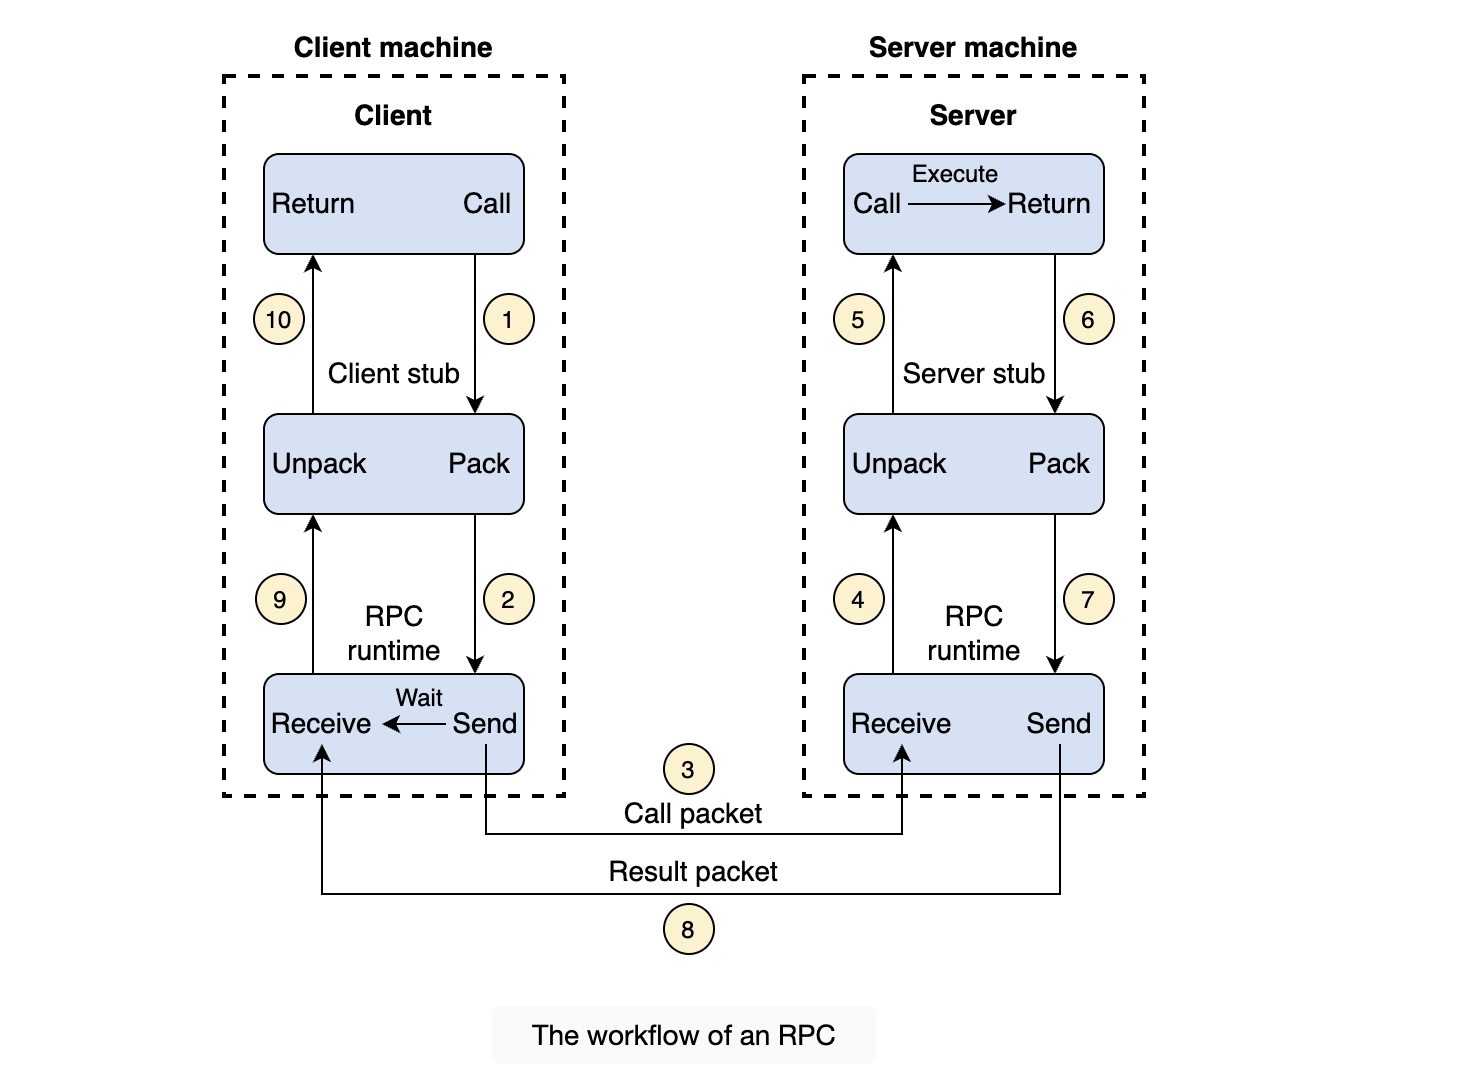 Client machine
Server machine
Client
Server
Return
Call
Execute
Call
Return
10
1
5
6
Client stub
Server stub
Unpack
Pack
Unpack
Pack
9
2
4
7
RPC
runtime
RPC
runtime
Wait
Receive
Send
Receive
Send
3
Call packet
Result packet
8
The workflow of an RPC